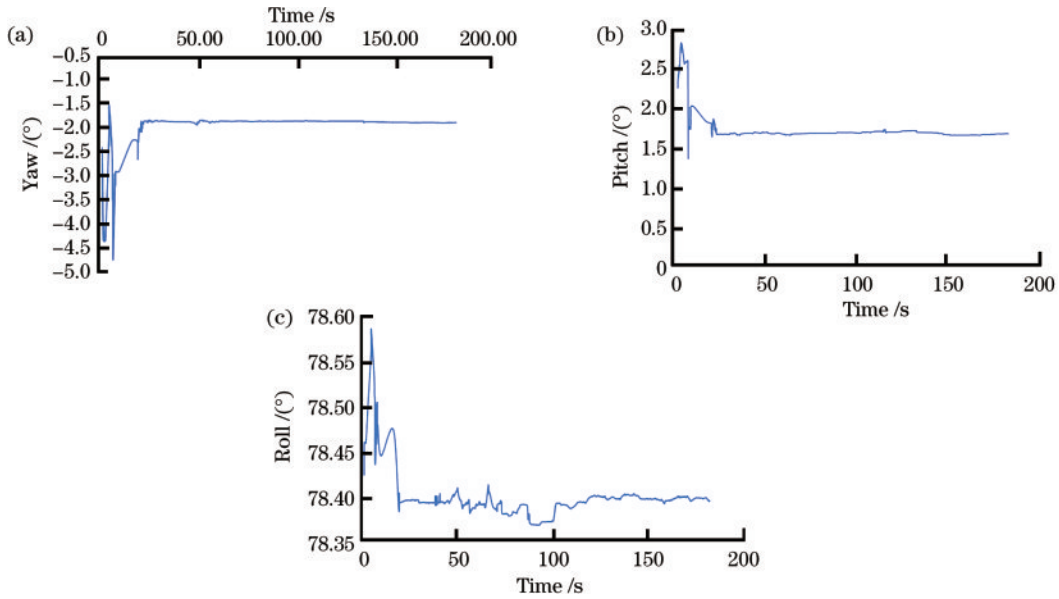 (a)
Time /s
0 50.00 100.00 150.00 200.00
−0.5
−1.0
−1.5
−2.0
−2.5
−3.0
−3.5
−4.0
−4.5
−5.0
Yaw /(°)
(b)
3.0
2.5
2.0
1.5
1.0
0.5
0
Pitch /(°)
0 50 100 150 200
Time /s
(c)
78.60
78.55
78.50
78.45
78.40
78.35
Roll /(°)
0 50 100 150 200
Time /s